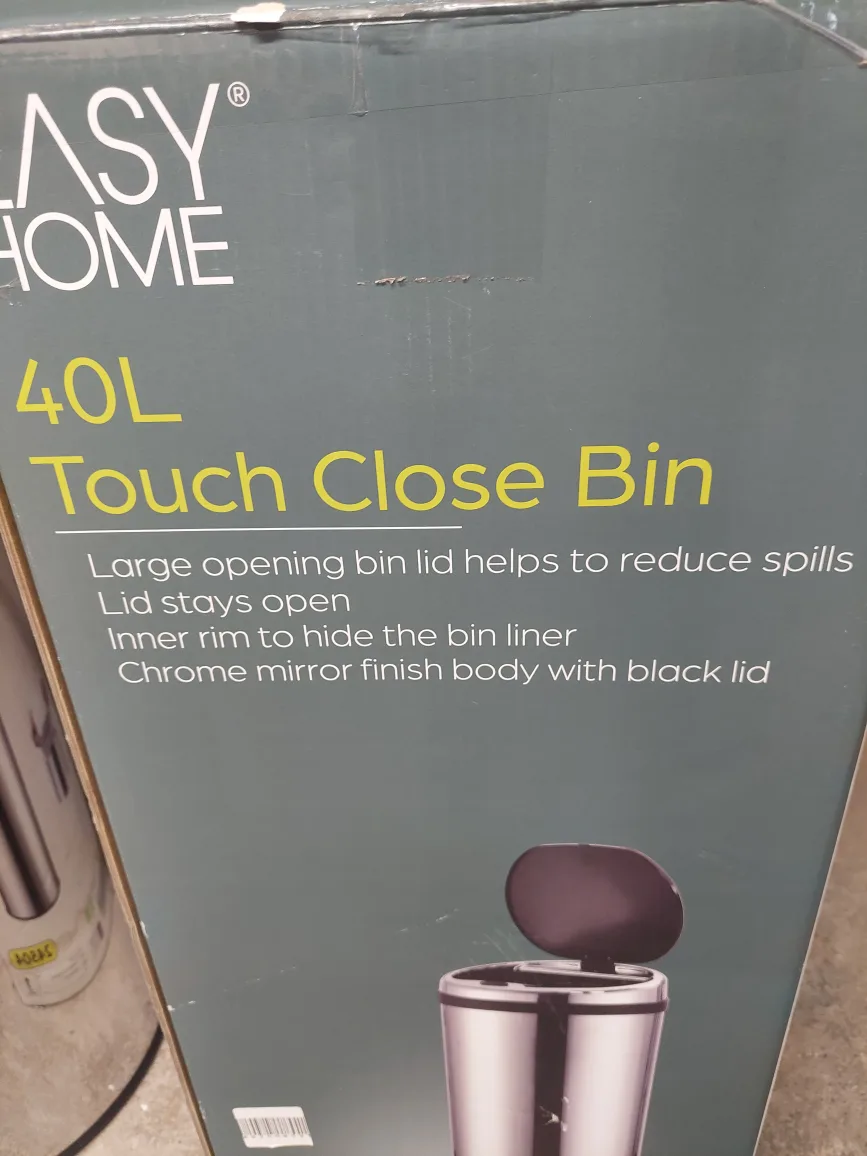 EASY®
HOME
40L
Touch Close Bin
Large opening bin lid helps to reduce spills
Lid stays open
Inner rim to hide the bin liner
Chrome mirror finish body with black lid